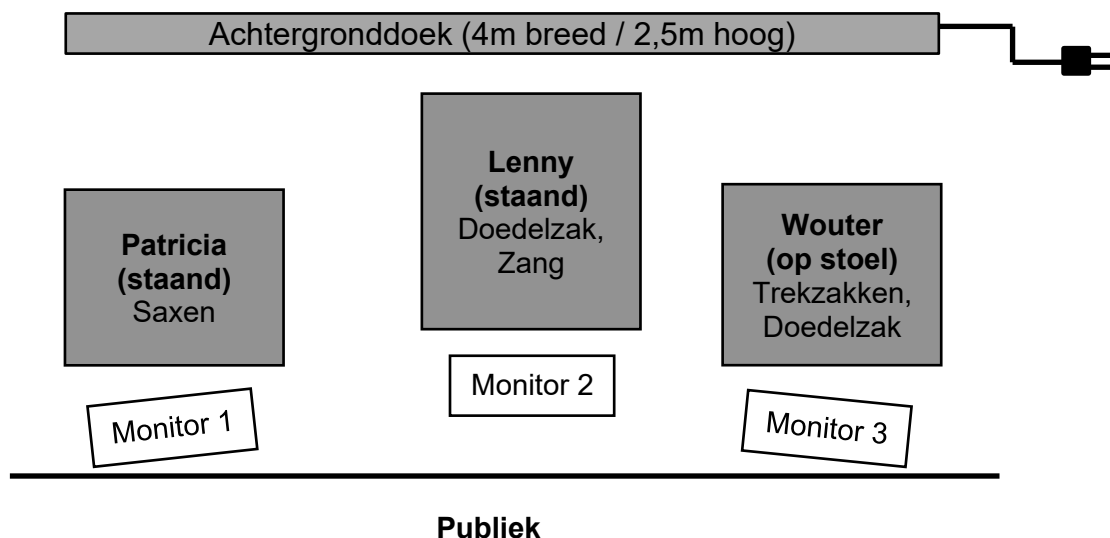 Achtergronddoek (4m breed / 2,5m hoog)
Lenny
(staand)
Doedelzak,
Zang
Patricia
(staand)
Saxen
Wouter
(op stoel)
Trekzakken,
Doedelzak
Monitor 1
Monitor 2
Monitor 3
Publiek